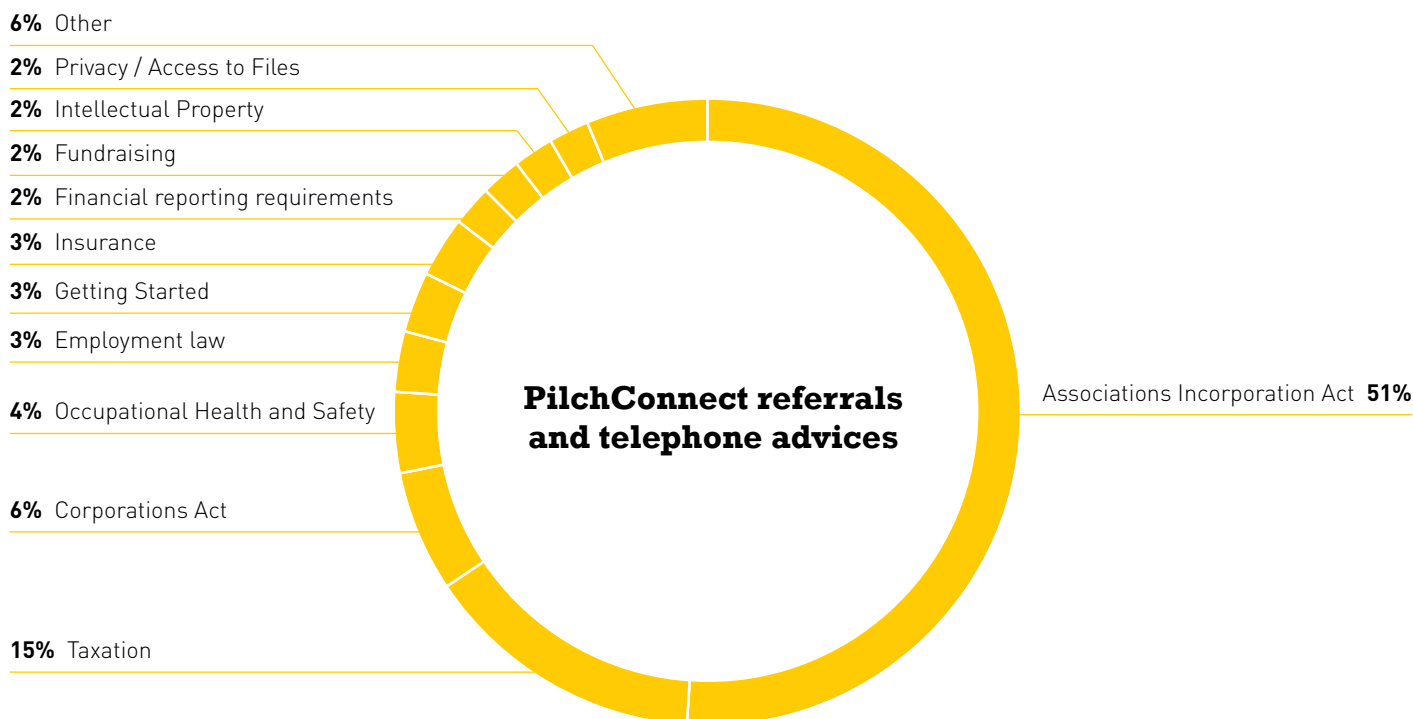 6% Other
2% Privacy / Access to Files
2% Intellectual Property
2% Fundraising
2% Financial reporting requirements
3% Insurance
3% Getting Started
3% Employment law
4% Occupational Health and Safety
6% Corporations Act
15% Taxation
PilchConnect referrals
and telephone advices
Associations Incorporation Act 51%